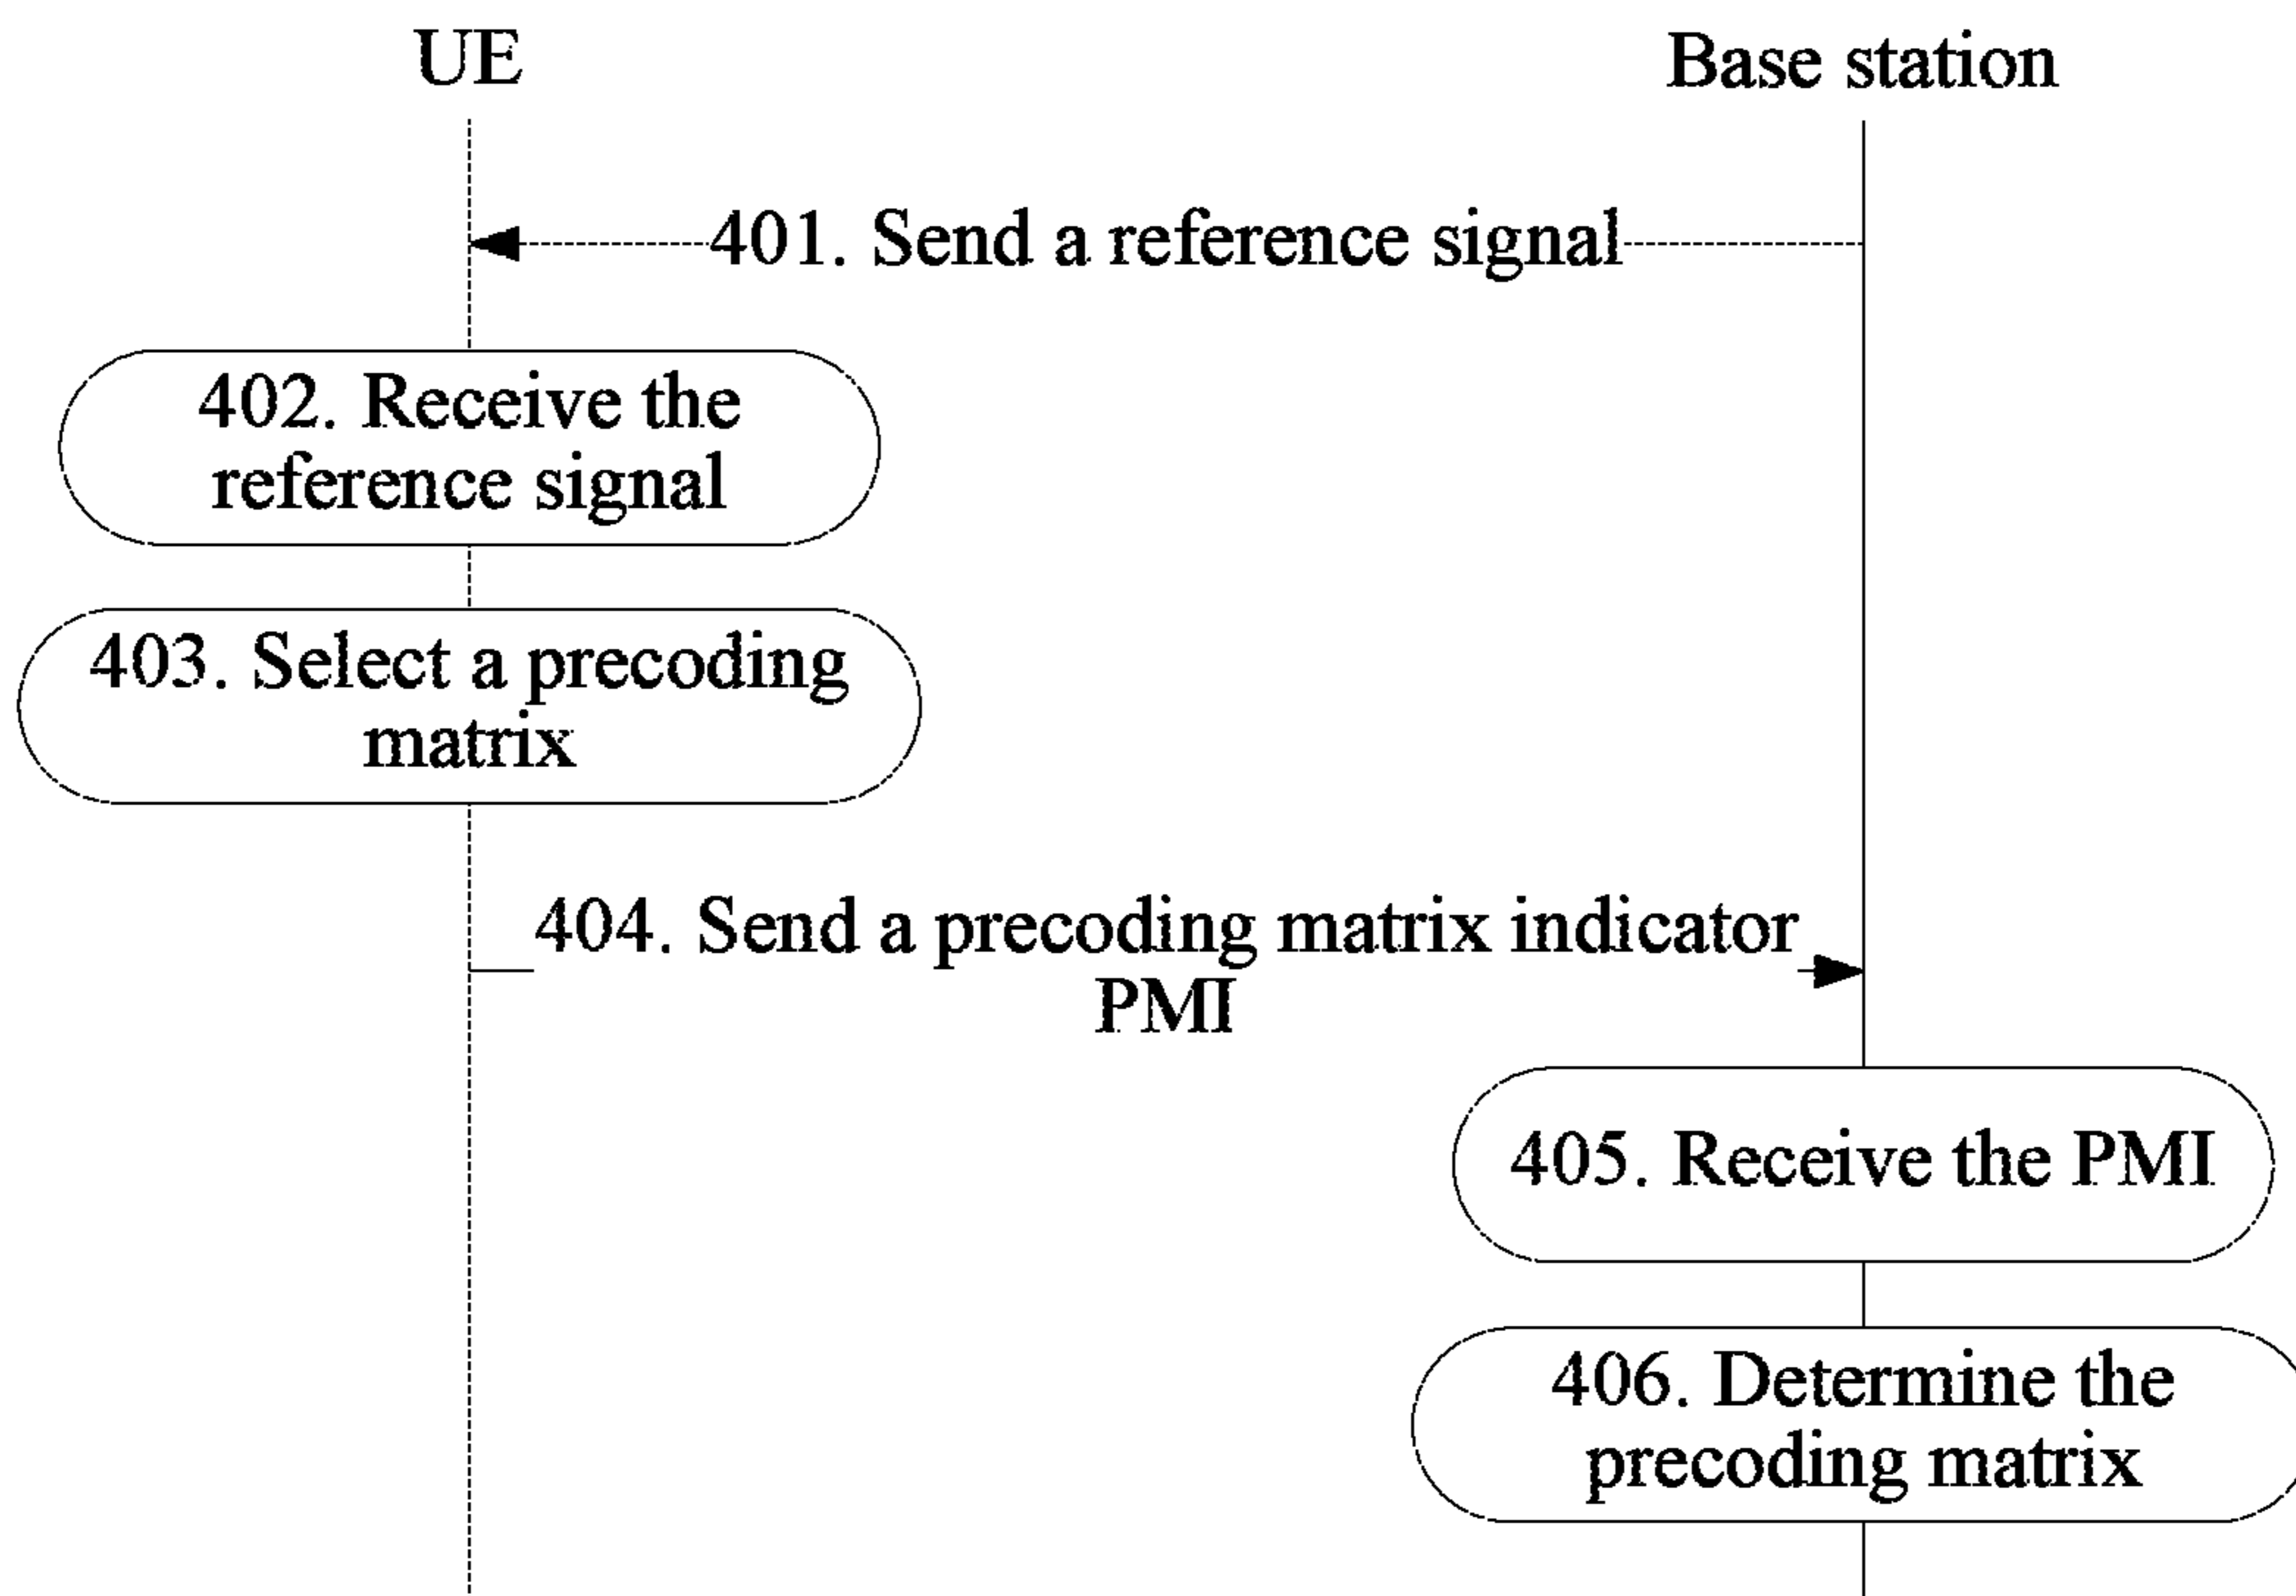 UE
Base station
401. Send a reference signal
402. Receive the
reference signal
403. Select a precoding
matrix
404. Send a precoding matrix indicator
PMI
405. Receive the PMI
406. Determine the
precoding matrix